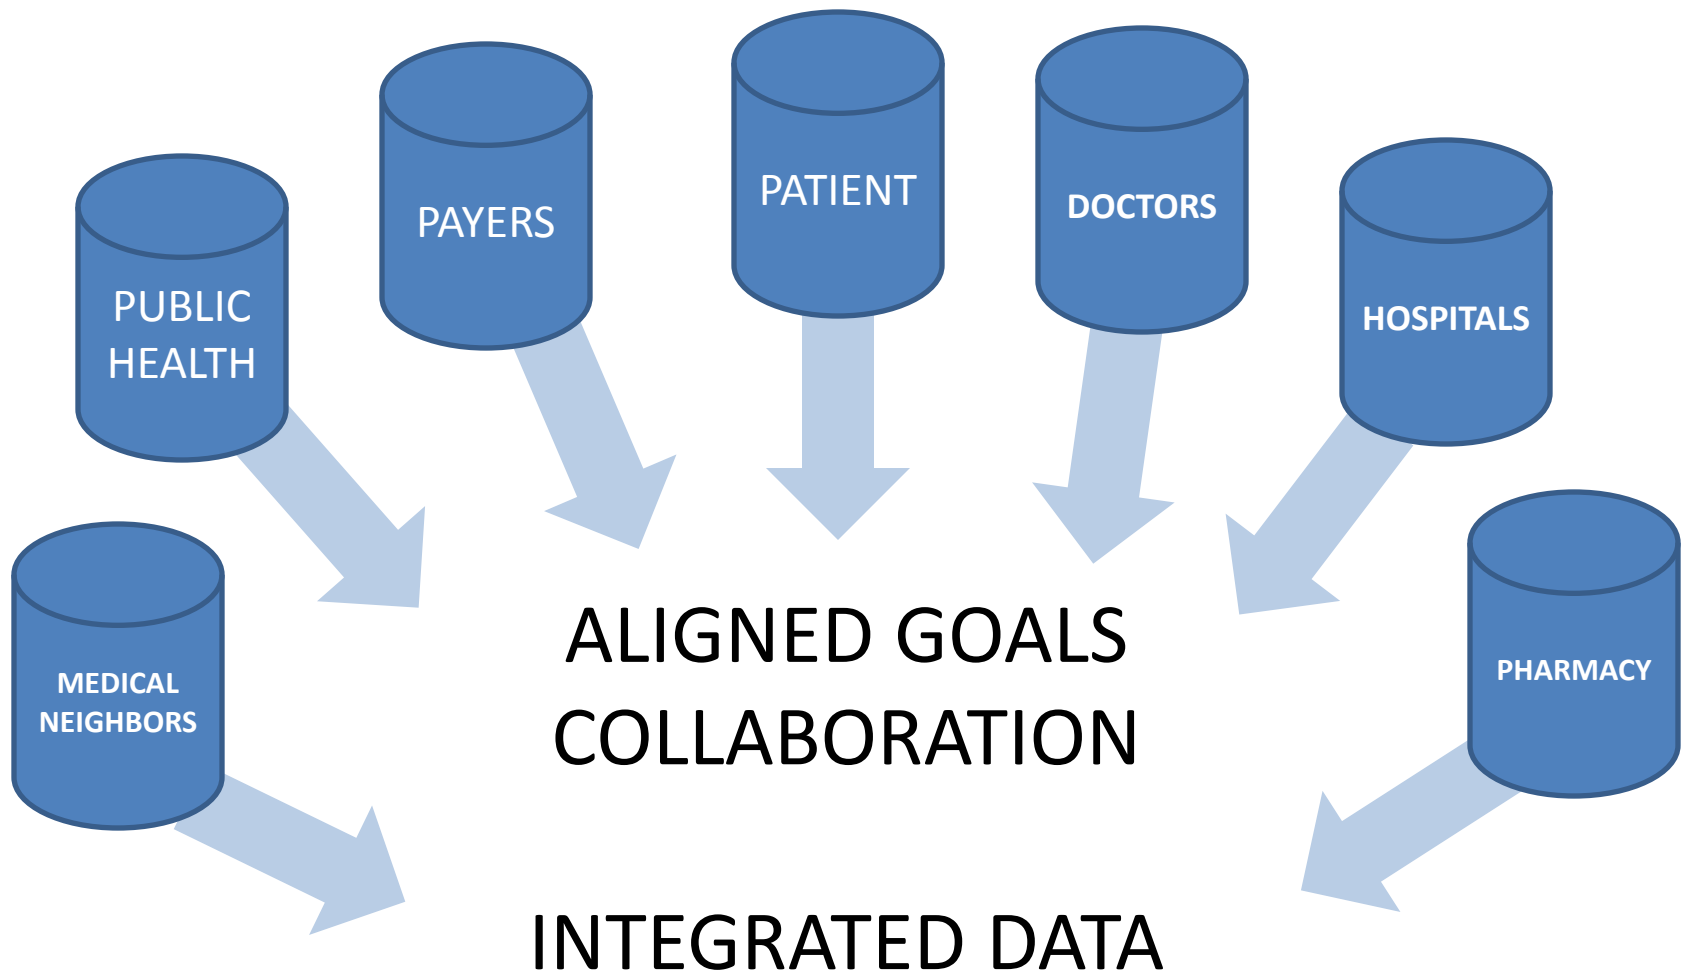 PATIENT
PAYERS
DOCTORS
PUBLIC
HEALTH
HOSPITALS
MEDICAL
NEIGHBORS
PHARMACY
ALIGNED GOALS
COLLABORATION
INTEGRATED DATA